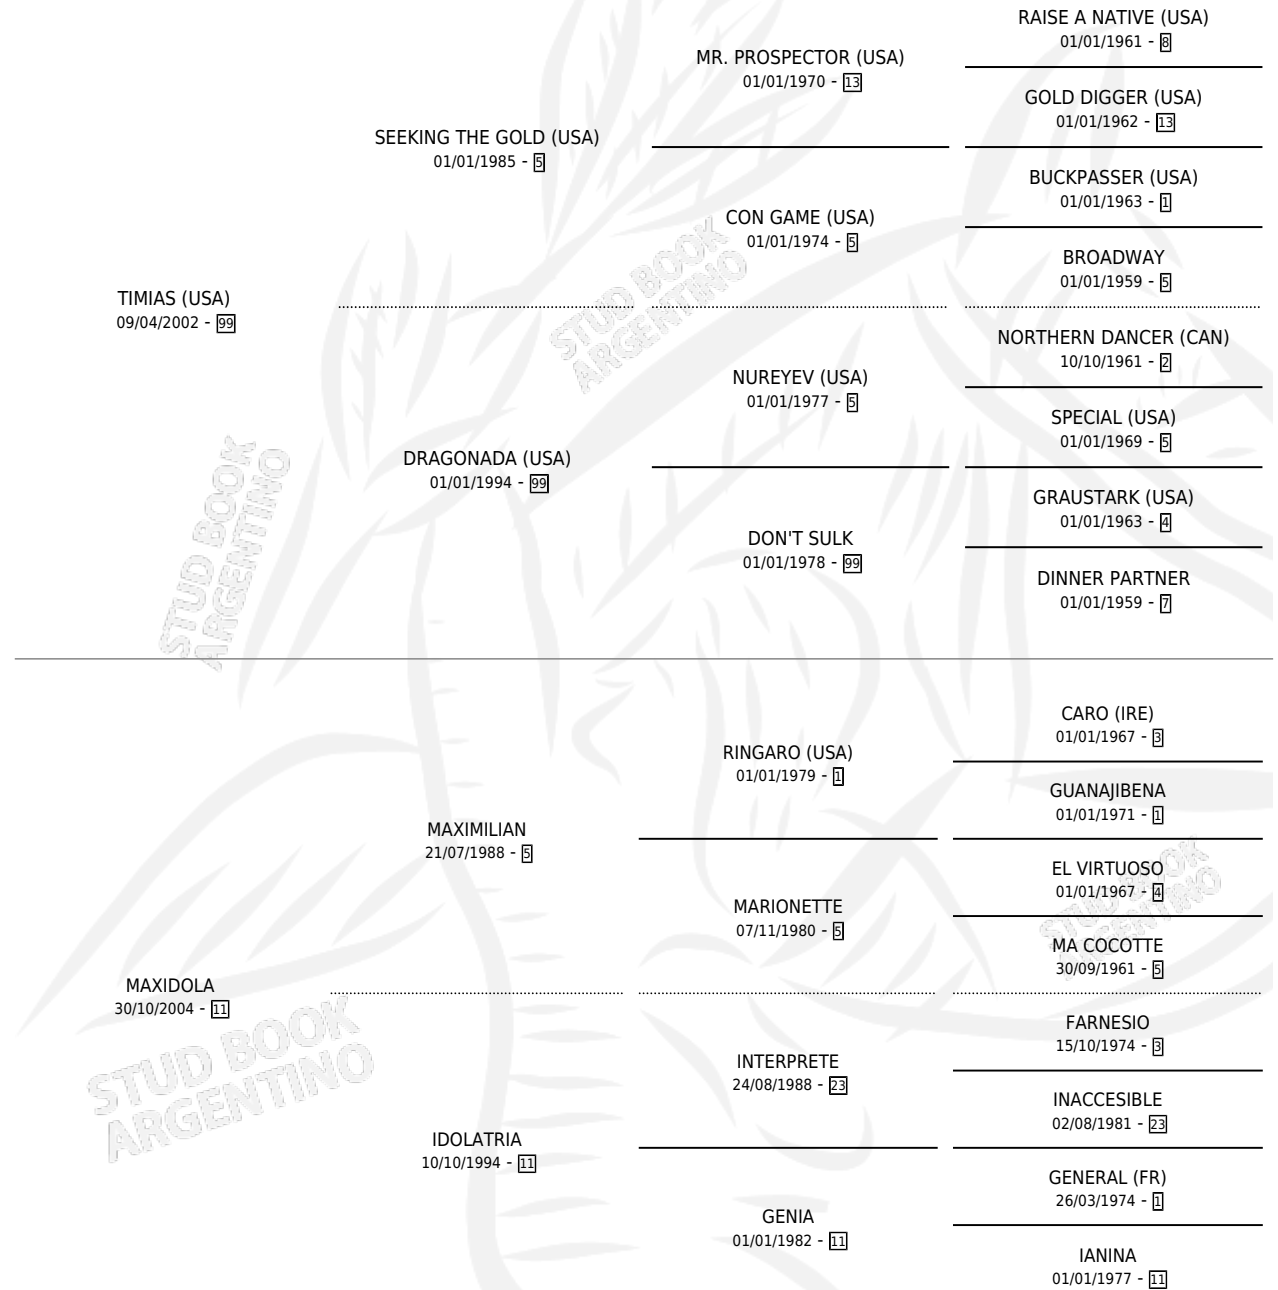 RAISE A NATIVE (USA)
01/01/1961 - 8
MR. PROSPECTOR (USA)
01/01/1970 - 13
GOLD DIGGER (USA)
01/01/1962 - 13
SEEKING THE GOLD (USA)
01/01/1985 - 5
BUCKPASSER (USA)
01/01/1963 - 1
CON GAME (USA)
01/01/1974 - 5
BROADWAY
01/01/1959 - 5
TIMIAS (USA)
09/04/2002 - 99
STUD BOOK
ARGENTINO
NORTHERN DANCER (CAN)
10/10/1961 - 2
NUREYEV (USA)
01/01/1977 - 5
SPECIAL (USA)
01/01/1969 - 5
DRAGONADA (USA)
01/01/1994 - 99
GRAUSTARK (USA)
01/01/1963 - 4
DON'T SULK
01/01/1978 - 99
DINNER PARTNER
01/01/1959 - 7
STUD BOOK
ARGENTINO
CARO (IRE)
01/01/1967 - 3
RINGARO (USA)
01/01/1979 - 1
GUANAJIBENA
01/01/1971 - 1
MAXIMILIAN
21/07/1988 - 5
EL VIRTUOSO
01/01/1967 - 4
MARIONETTE
07/11/1980 - 5
STUD BOOK
ARGENTINO
MA COCOTTE
30/09/1961 - 5
MAXIDOLA
30/10/2004 - 11
STUD BOOK
ARGENTINO
FARNESIO
15/10/1974 - 3
INTERPRETE
24/08/1988 - 23
INACCESIBLE
02/08/1981 - 23
IDOLATRIA
10/10/1994 - 11
GENERAL (FR)
26/03/1974 - 1
GENIA
01/01/1982 - 11
IANINA
01/01/1977 - 11